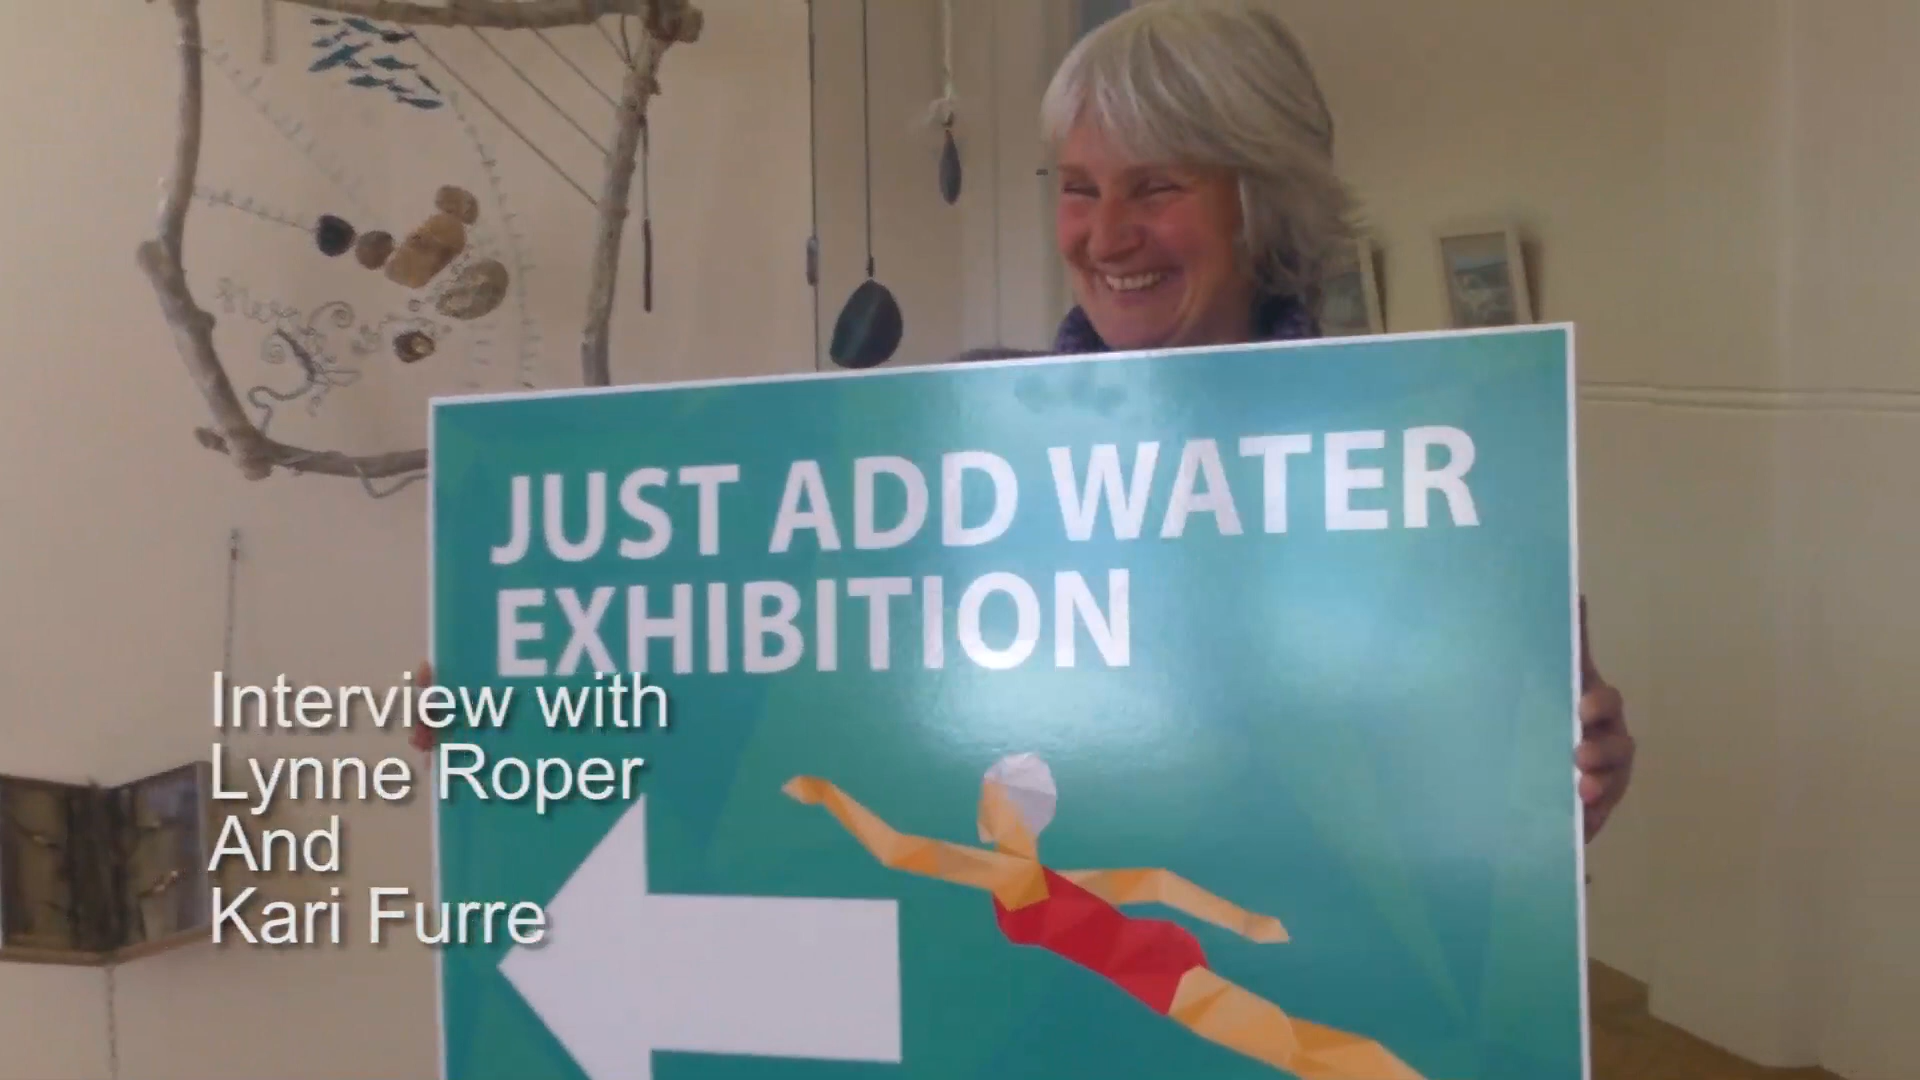 JUST ADD WATER
EXHIBITION
Interview with
Lynne Roper
And
Kari Furre